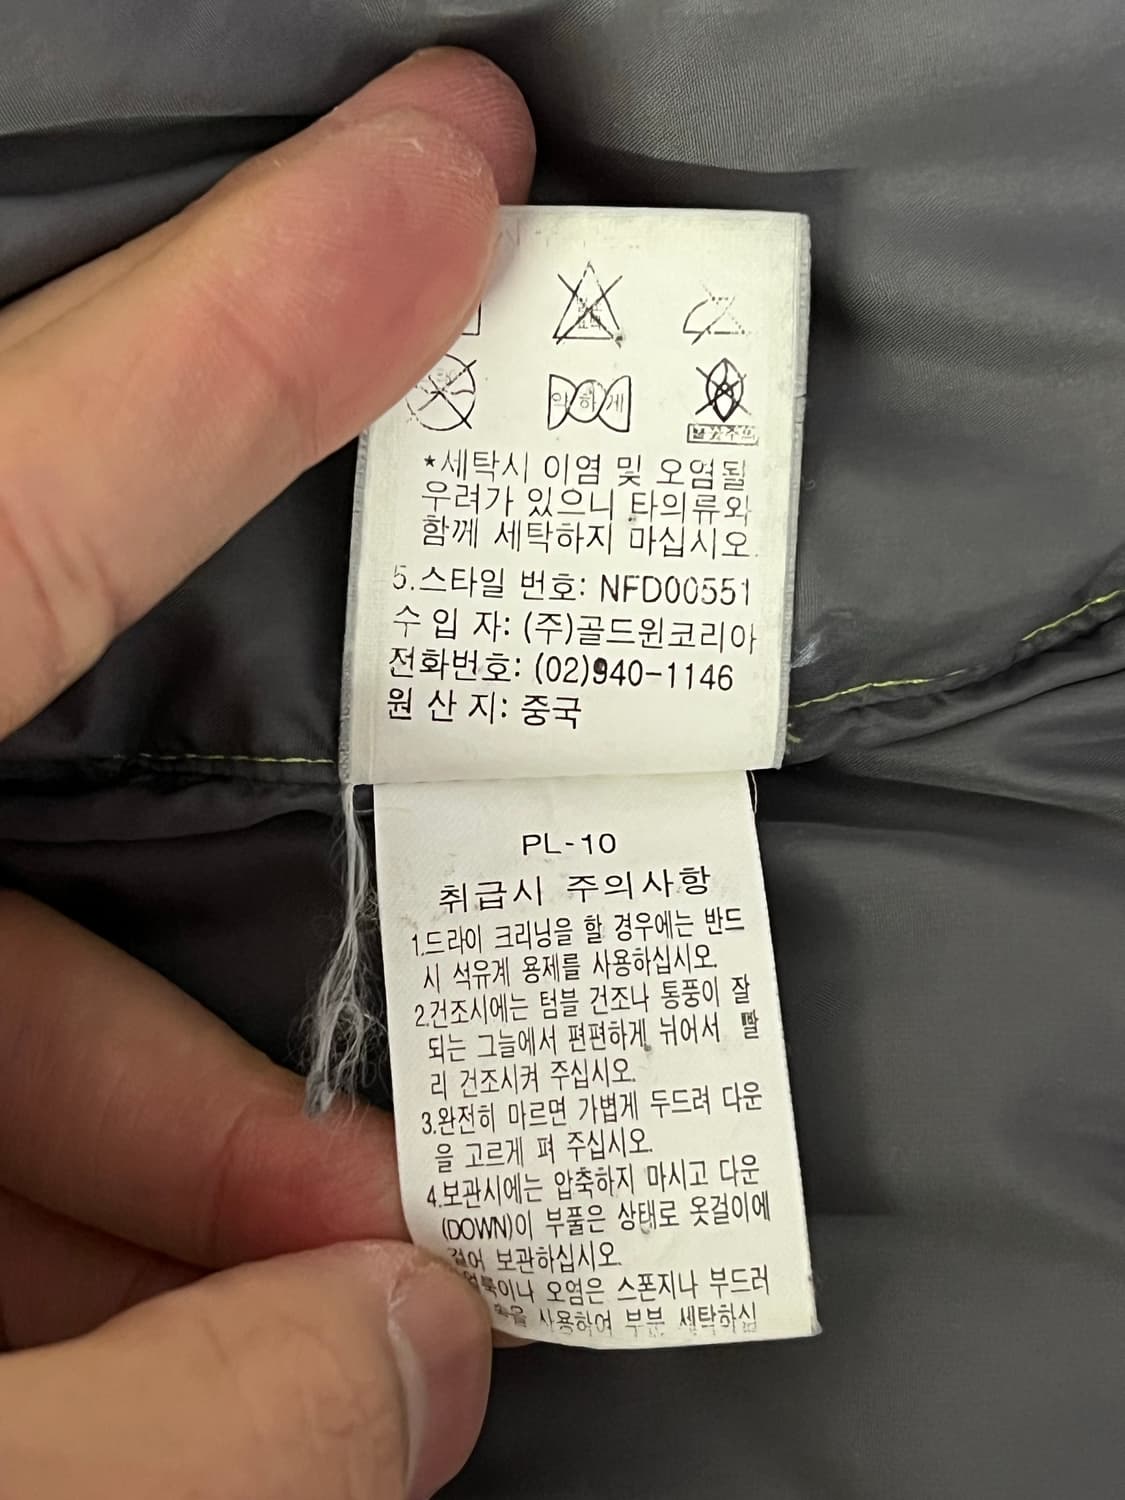 약하게
불꽃주의
*세탁시 이염 및 오염될
우려가 있으니 타의류와
함께 세탁하지 마십시오.
5.스타일 번호: NFD00551
수 입 자: (주)골드윈코리아
전화번호: (02)940-1146
원 산 지: 중국
PL-10
취급시 주의사항
1.드라이 크리닝을 할 경우에는 반드
시 석유계 용제를 사용하십시오.
2.건조시에는 텀블 건조나 통풍이 잘
되는 그늘에서 편편하게 뉘어서 빨
리 건조시켜 주십시오.
3.완전히 마르면 가볍게 두드려 다운
을 고르게 펴 주십시오.
4.보관시에는 압축하지 마시고 다운
(DOWN)이 부풀은 상태로 옷걸이에
걸어 보관하십시오.
오염은 스폰지나 부드러
사용하여 부분 세탁하십